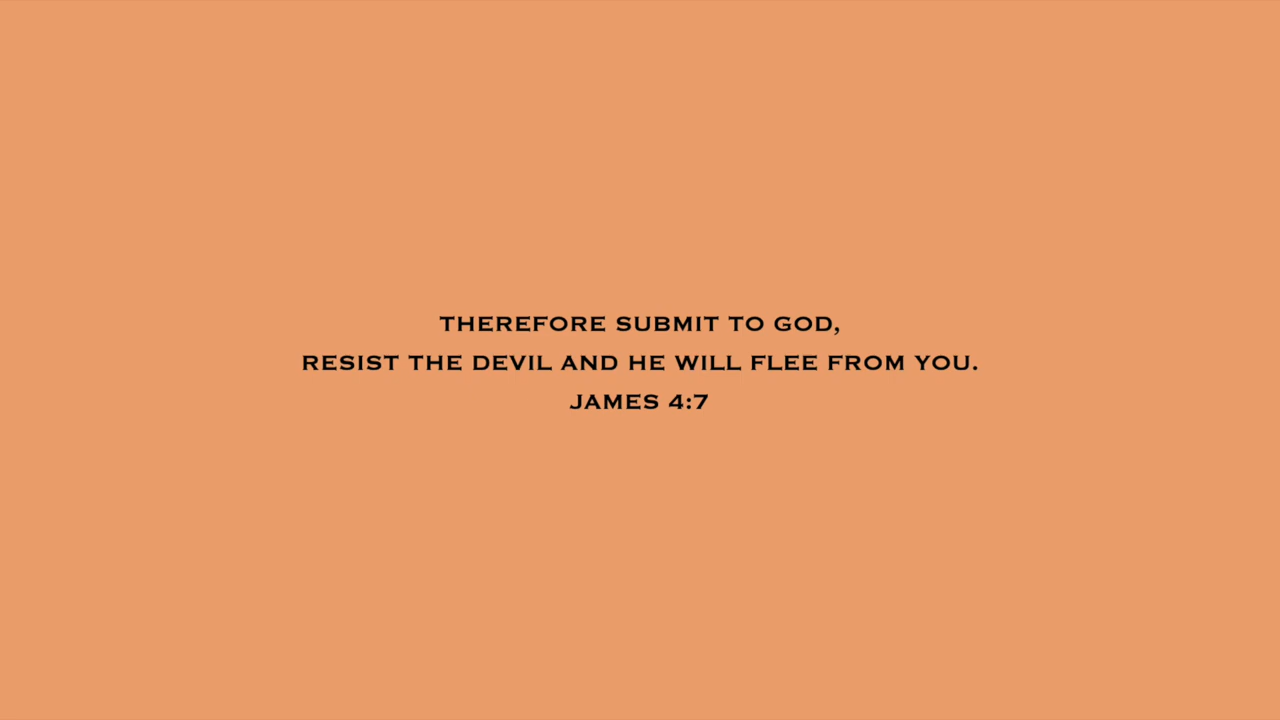 THEREFORE SUBMIT TO GOD,
RESIST THE DEVIL AND HE WILL FLEE FROM YOU.
JAMES 4:7